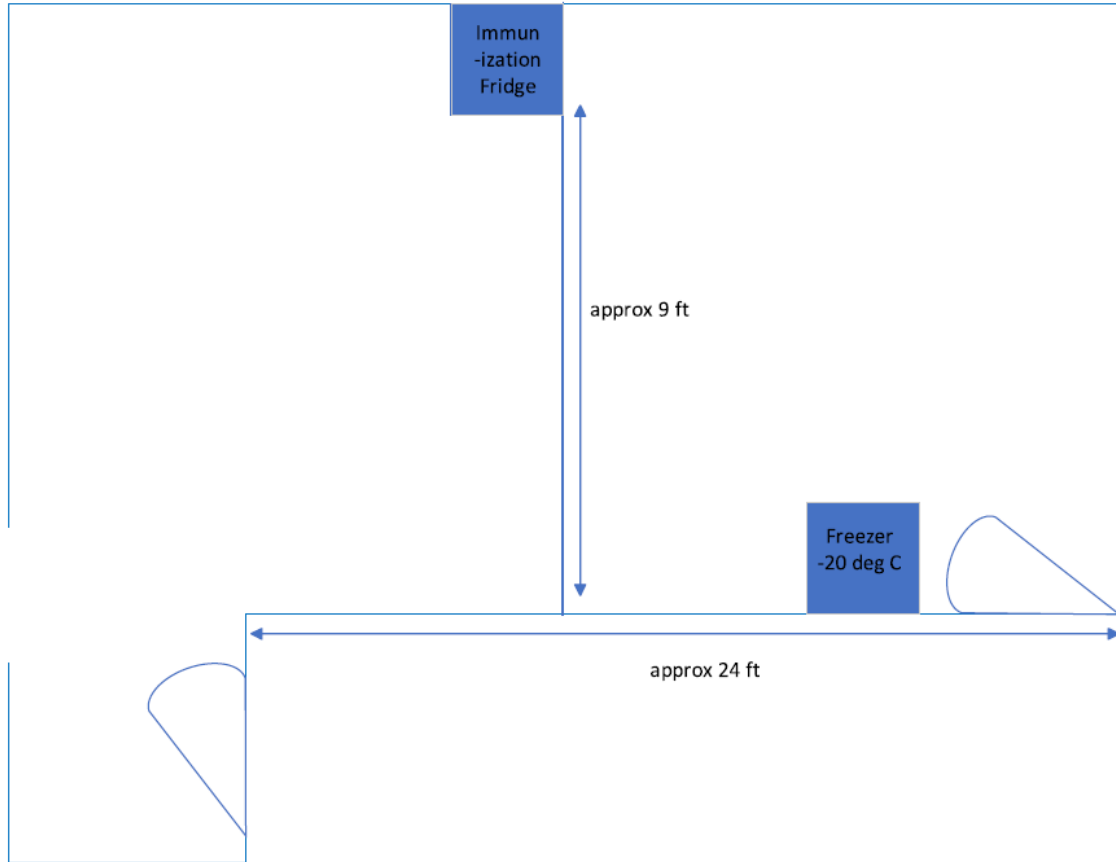 Immun
-ization
Fridge
approx 9 ft
Freezer
-20 deg C
approx 24 ft